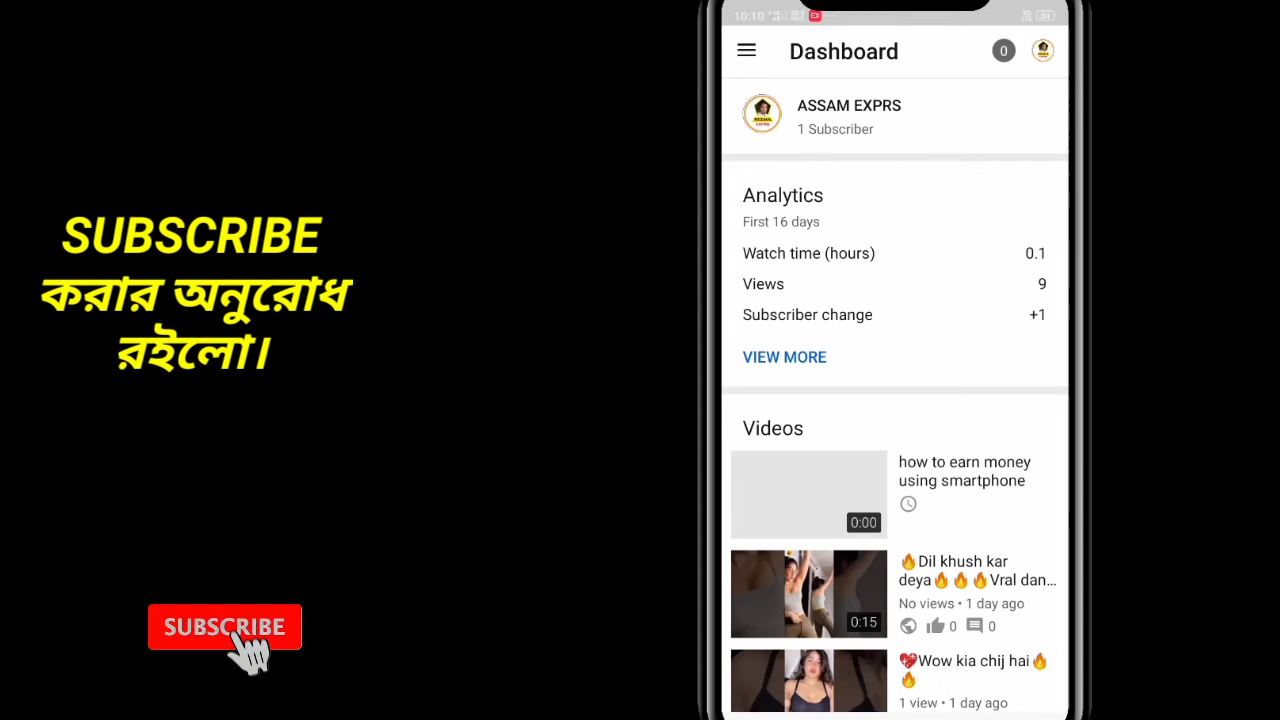 SUBSCRIBE
করার অনুরোধ
রইলো।
SUBSCRIBE
10:10
Dashboard
0
ASSAM EXPRS
1 Subscriber
Analytics
First 16 days
Watch time (hours) 0.1
Views 9
Subscriber change +1
VIEW MORE
Videos
how to earn money
using smartphone
0:00
🔥Dil khush kar
deya🔥🔥🔥Vral dan...
No views • 1 day ago
0 0
0:15
💖Wow kia chij hai🔥
🔥
1 view • 1 day ago